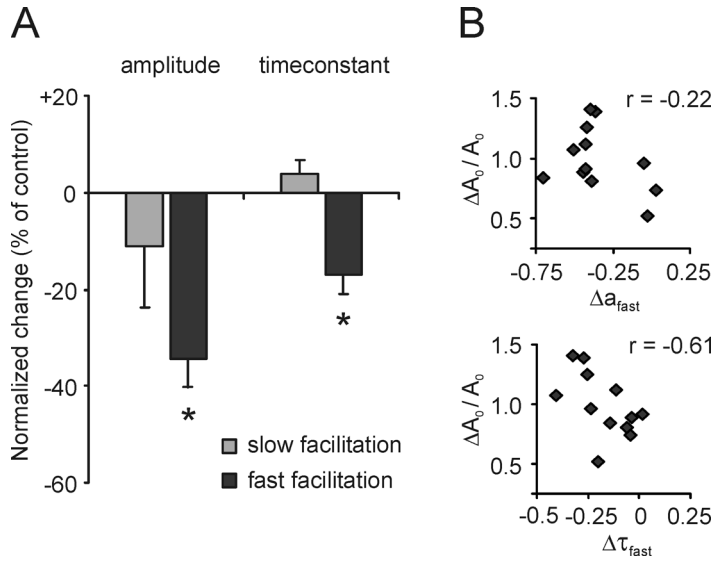 A
amplitude timeconstant
+20
0
-20
-40
-60
Normalized change (% of control)
*
*
slow facilitation
fast facilitation
B
r = -0.22
1.5
1.0
0.5
ΔA₀/A₀
-0.75 -0.25 0.25
Δa_fast
r = -0.61
1.5
1.0
0.5
ΔA₀/A₀
-0.5 -0.25 0 0.25
Δτ_fast